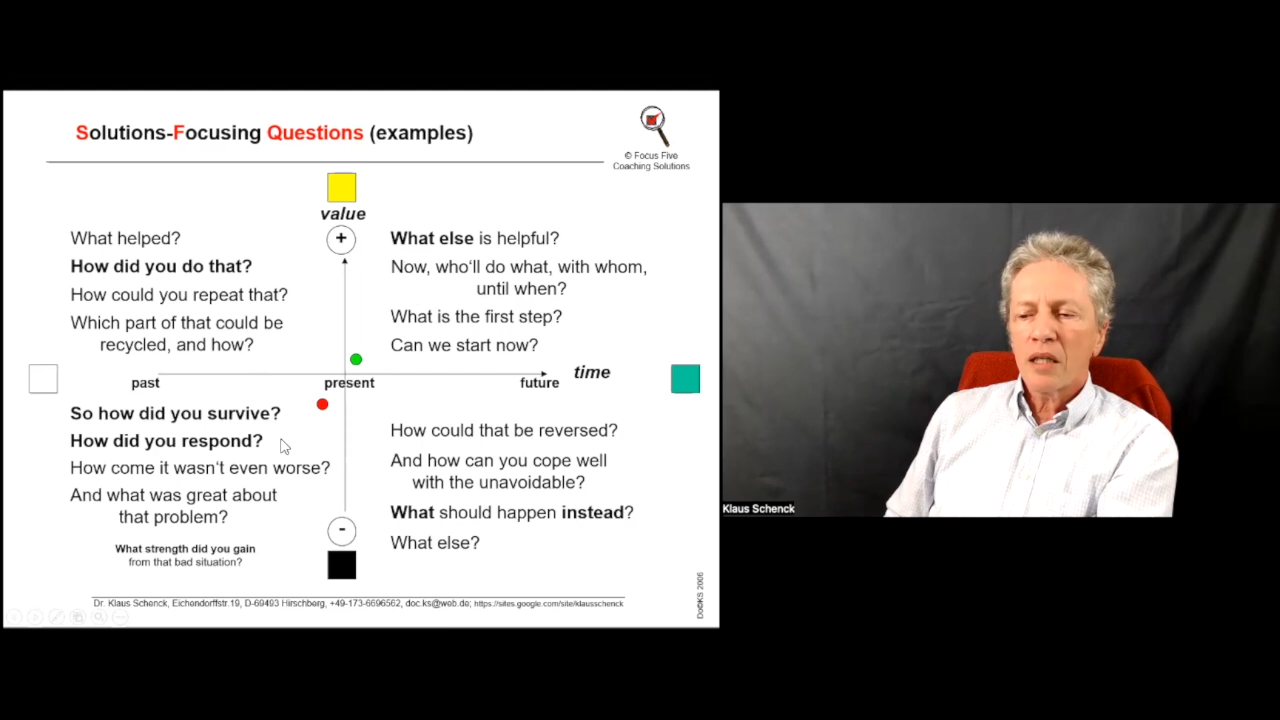 Solutions-Focusing Questions (examples)
© Focus Five
Coaching Solutions
value
+
What helped?
How did you do that?
How could you repeat that?
Which part of that could be
recycled, and how?
What else is helpful?
Now, who'll do what, with whom,
until when?
What is the first step?
Can we start now?
past
present
future
time
So how did you survive?
How did you respond?
How come it wasn't even worse?
And what was great about
that problem?
What strength did you gain
from that bad situation?
-
How could that be reversed?
And how can you cope well
with the unavoidable?
What should happen instead?
What else?
Dr. Klaus Schenck, Eichendorffstr.19, D-69493 Hirschberg, +49-173-6696562, doc.ks@web.de; https://sites.google.com/site/klausschenck
Klaus Schenck